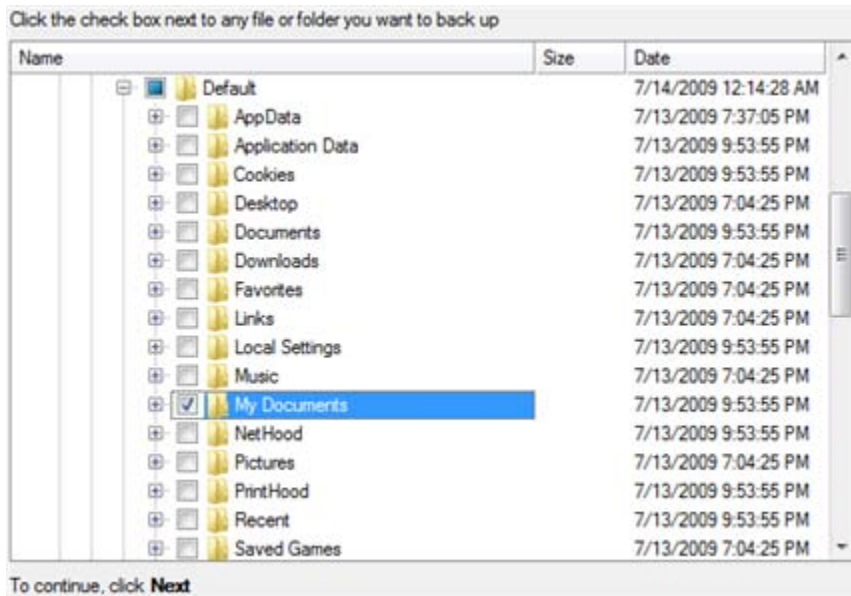 Click the check box next to any file or folder you want to back up
Name Size Date
Default 7/14/2009 12:14:28 AM
AppData 7/13/2009 7:37:05 PM
Application Data 7/13/2009 9:53:55 PM
Cookies 7/13/2009 9:53:55 PM
Desktop 7/13/2009 7:04:25 PM
Documents 7/13/2009 9:53:55 PM
Downloads 7/13/2009 7:04:25 PM
Favorites 7/13/2009 7:04:25 PM
Links 7/13/2009 7:04:25 PM
Local Settings 7/13/2009 9:53:55 PM
Music 7/13/2009 7:04:25 PM
My Documents 7/13/2009 9:53:55 PM
NetHood 7/13/2009 9:53:55 PM
Pictures 7/13/2009 7:04:25 PM
PrintHood 7/13/2009 9:53:55 PM
Recent 7/13/2009 9:53:55 PM
Saved Games 7/13/2009 7:04:25 PM
To continue, click Next